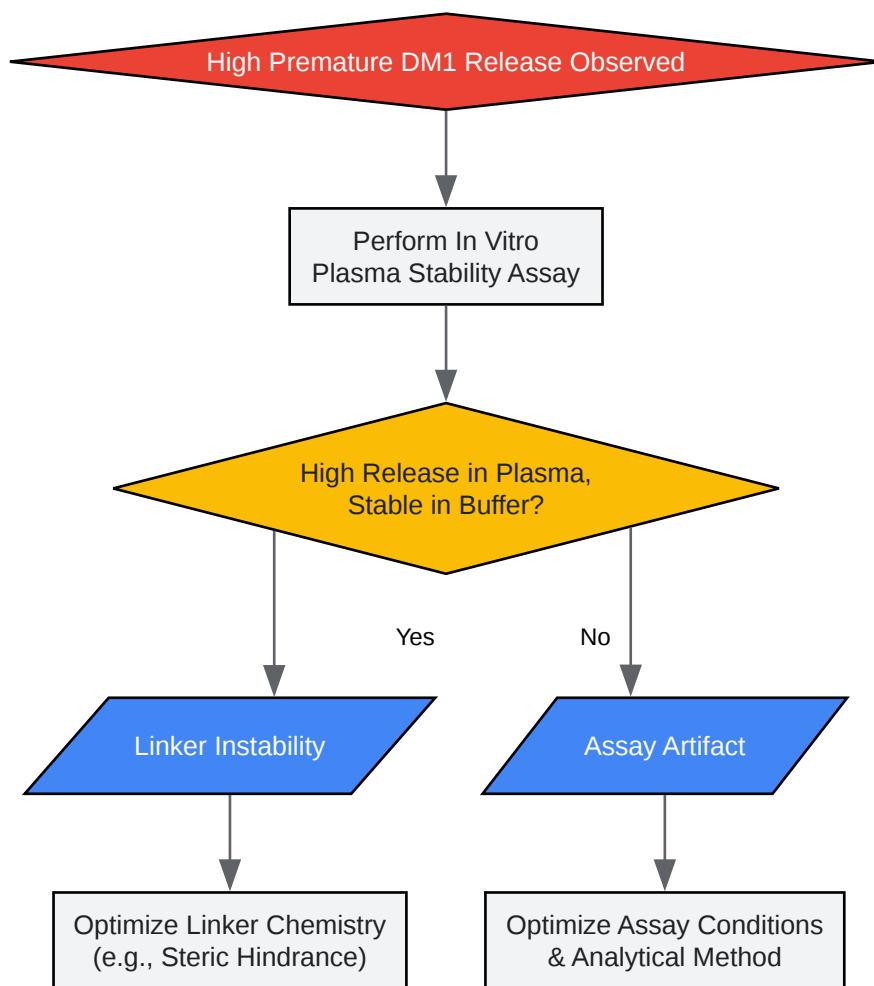 High Premature DM1 Release Observed
Perform In Vitro
Plasma Stability Assay
High Release in Plasma,
Stable in Buffer?
Yes
No
Linker Instability
Assay Artifact
Optimize Linker Chemistry
(e.g., Steric Hindrance)
Optimize Assay Conditions
& Analytical Method